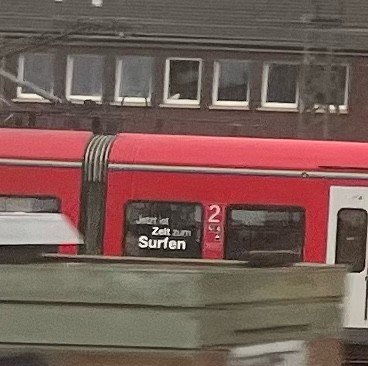 Jetzt ist
Zeit zum
Surfen
2